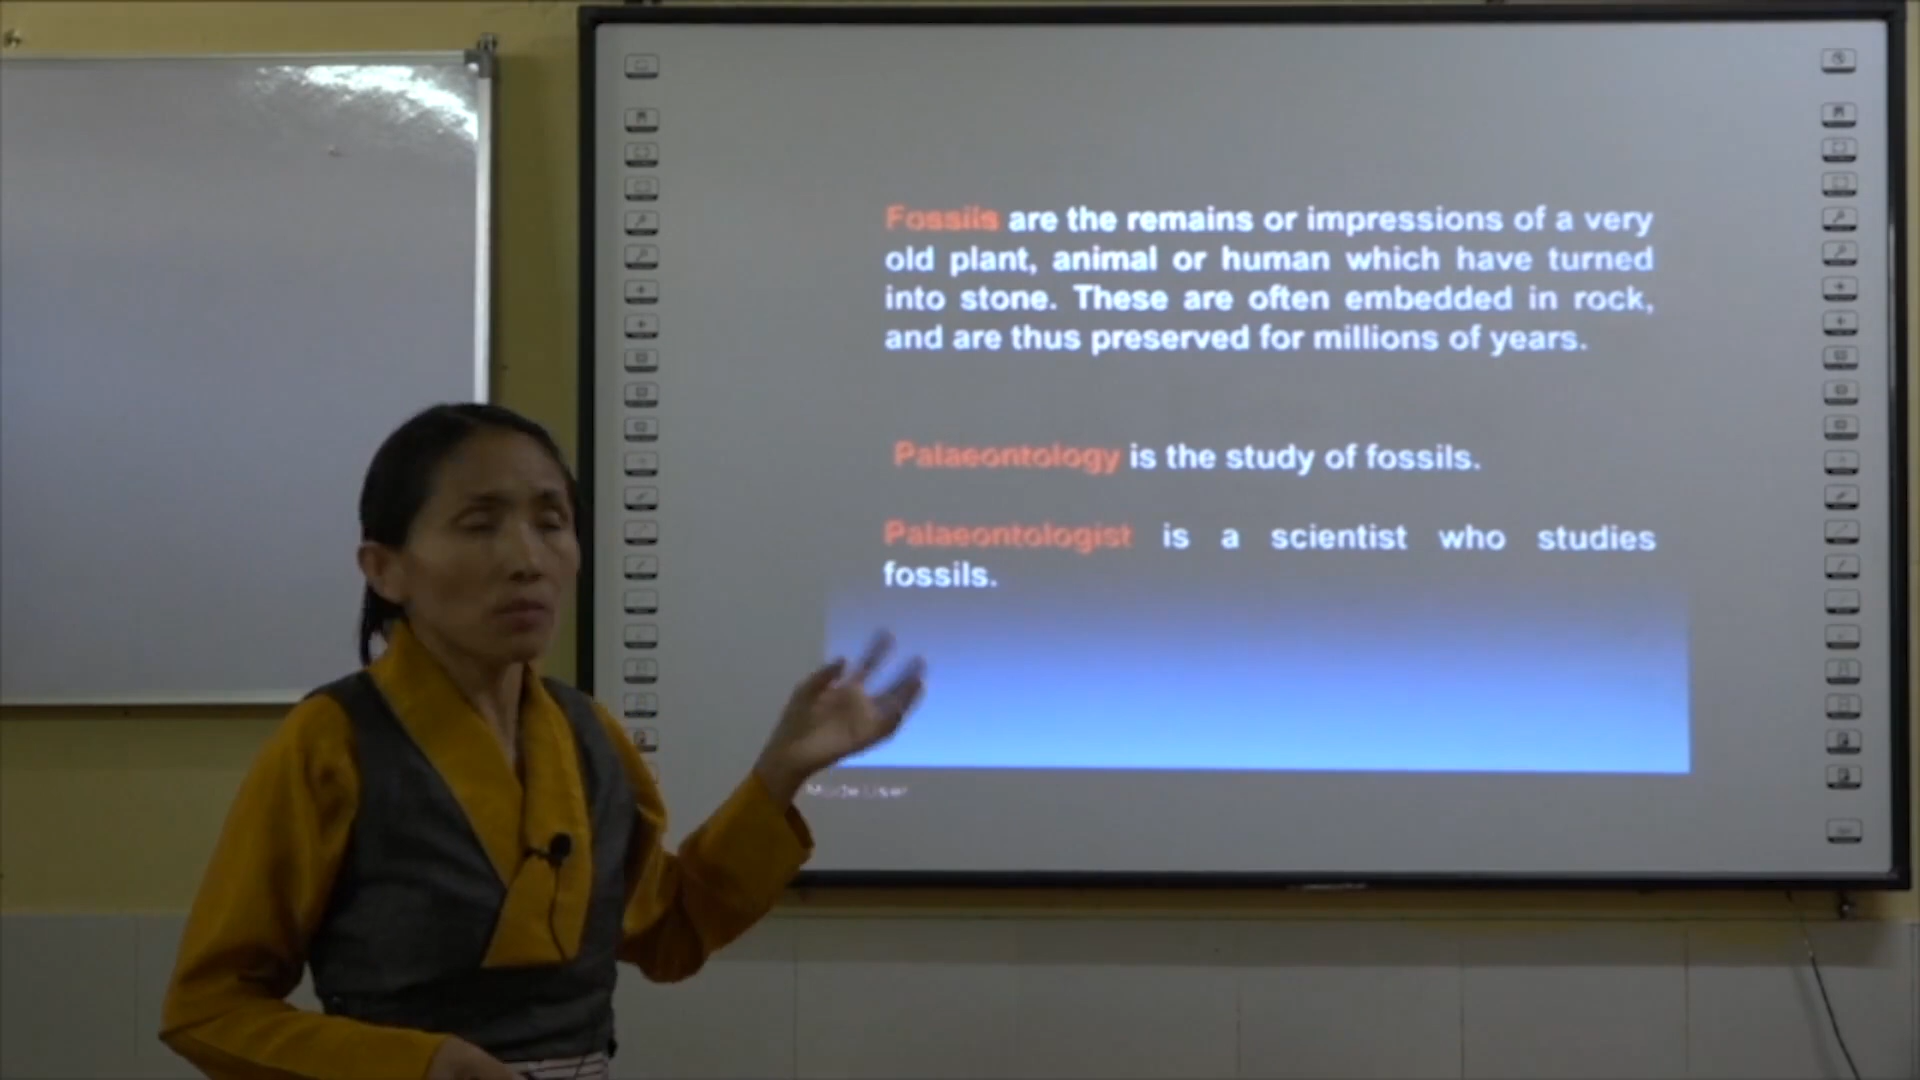 Fossils are the remains or impressions of a very
old plant, animal or human which have turned
into stone. These are often embedded in rock,
and are thus preserved for millions of years.
Palaeontology is the study of fossils.
Palaeontologist is a scientist who studies
fossils.
Mode:User